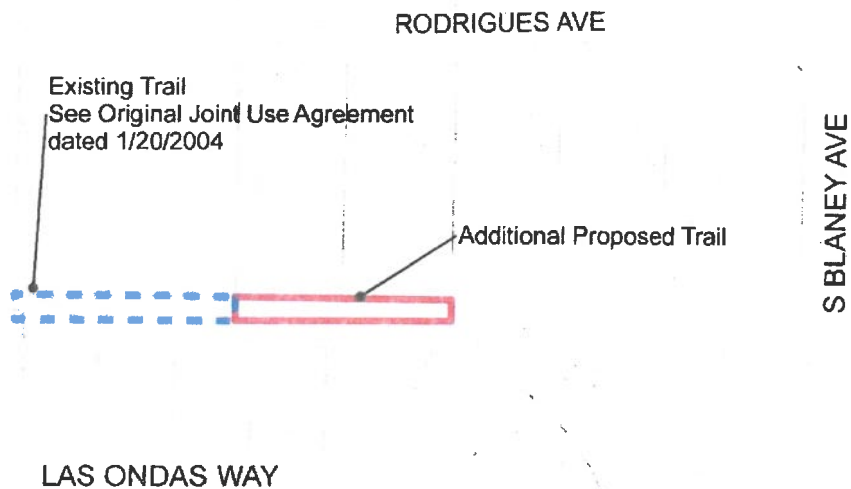 RODRIGUES AVE
Existing Trail
See Original Joint Use Agreement
dated 1/20/2004
S BLANEY AVE
Additional Proposed Trail
LAS ONDAS WAY